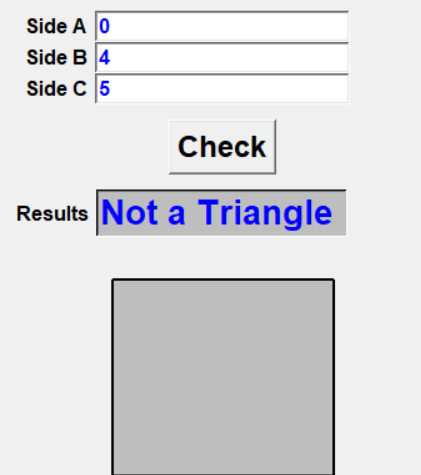 Side A 0
Side B 4
Side C 5
Check
Results Not a Triangle